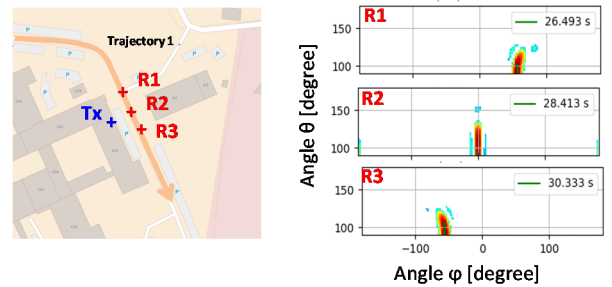 Trajectory 1
R1
R2
R3
Tx
P
P
P
P
P
P
P
P
R1
26.493 s
150
100
R2
28.413 s
150
100
R3
30.333 s
150
100
−100
0
100
Angle θ [degree]
Angle φ [degree]